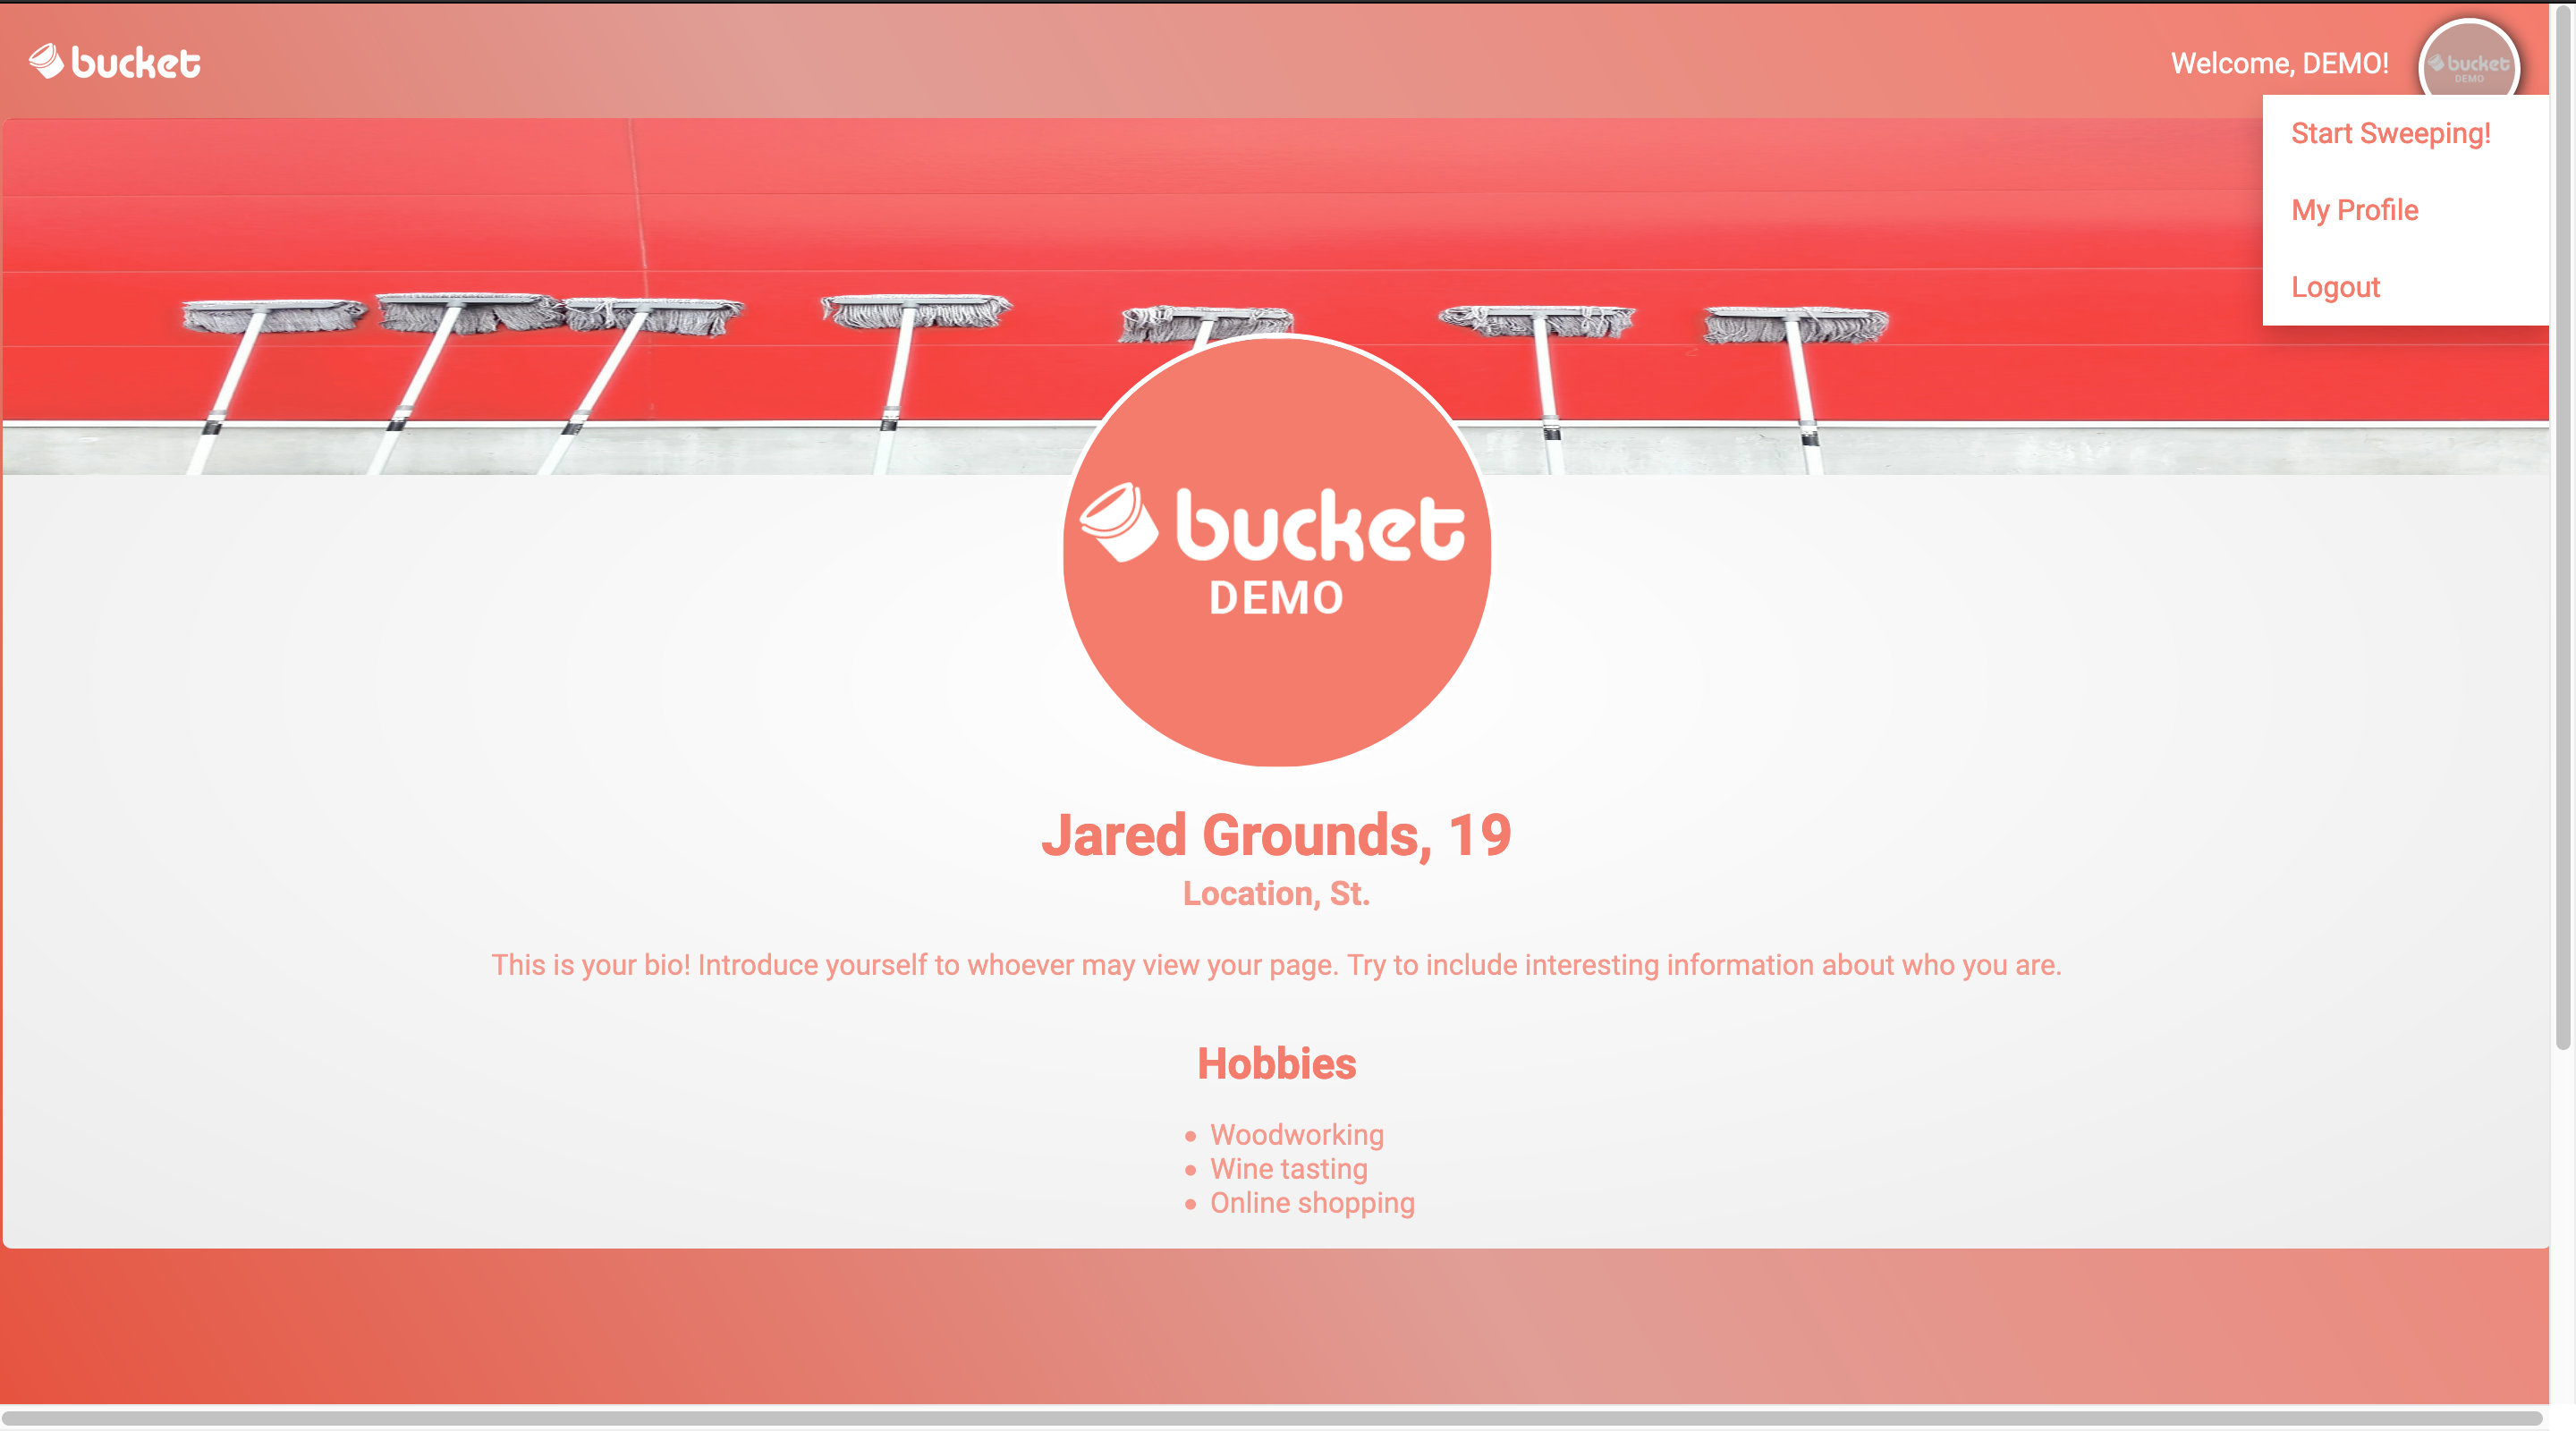 bucket
Welcome, DEMO!
bucket
DEMO
Start Sweeping!
My Profile
Logout
bucket
DEMO
Jared Grounds, 19
Location, St.
This is your bio! Introduce yourself to whoever may view your page. Try to include interesting information about who you are.
Hobbies
• Woodworking
• Wine tasting
• Online shopping